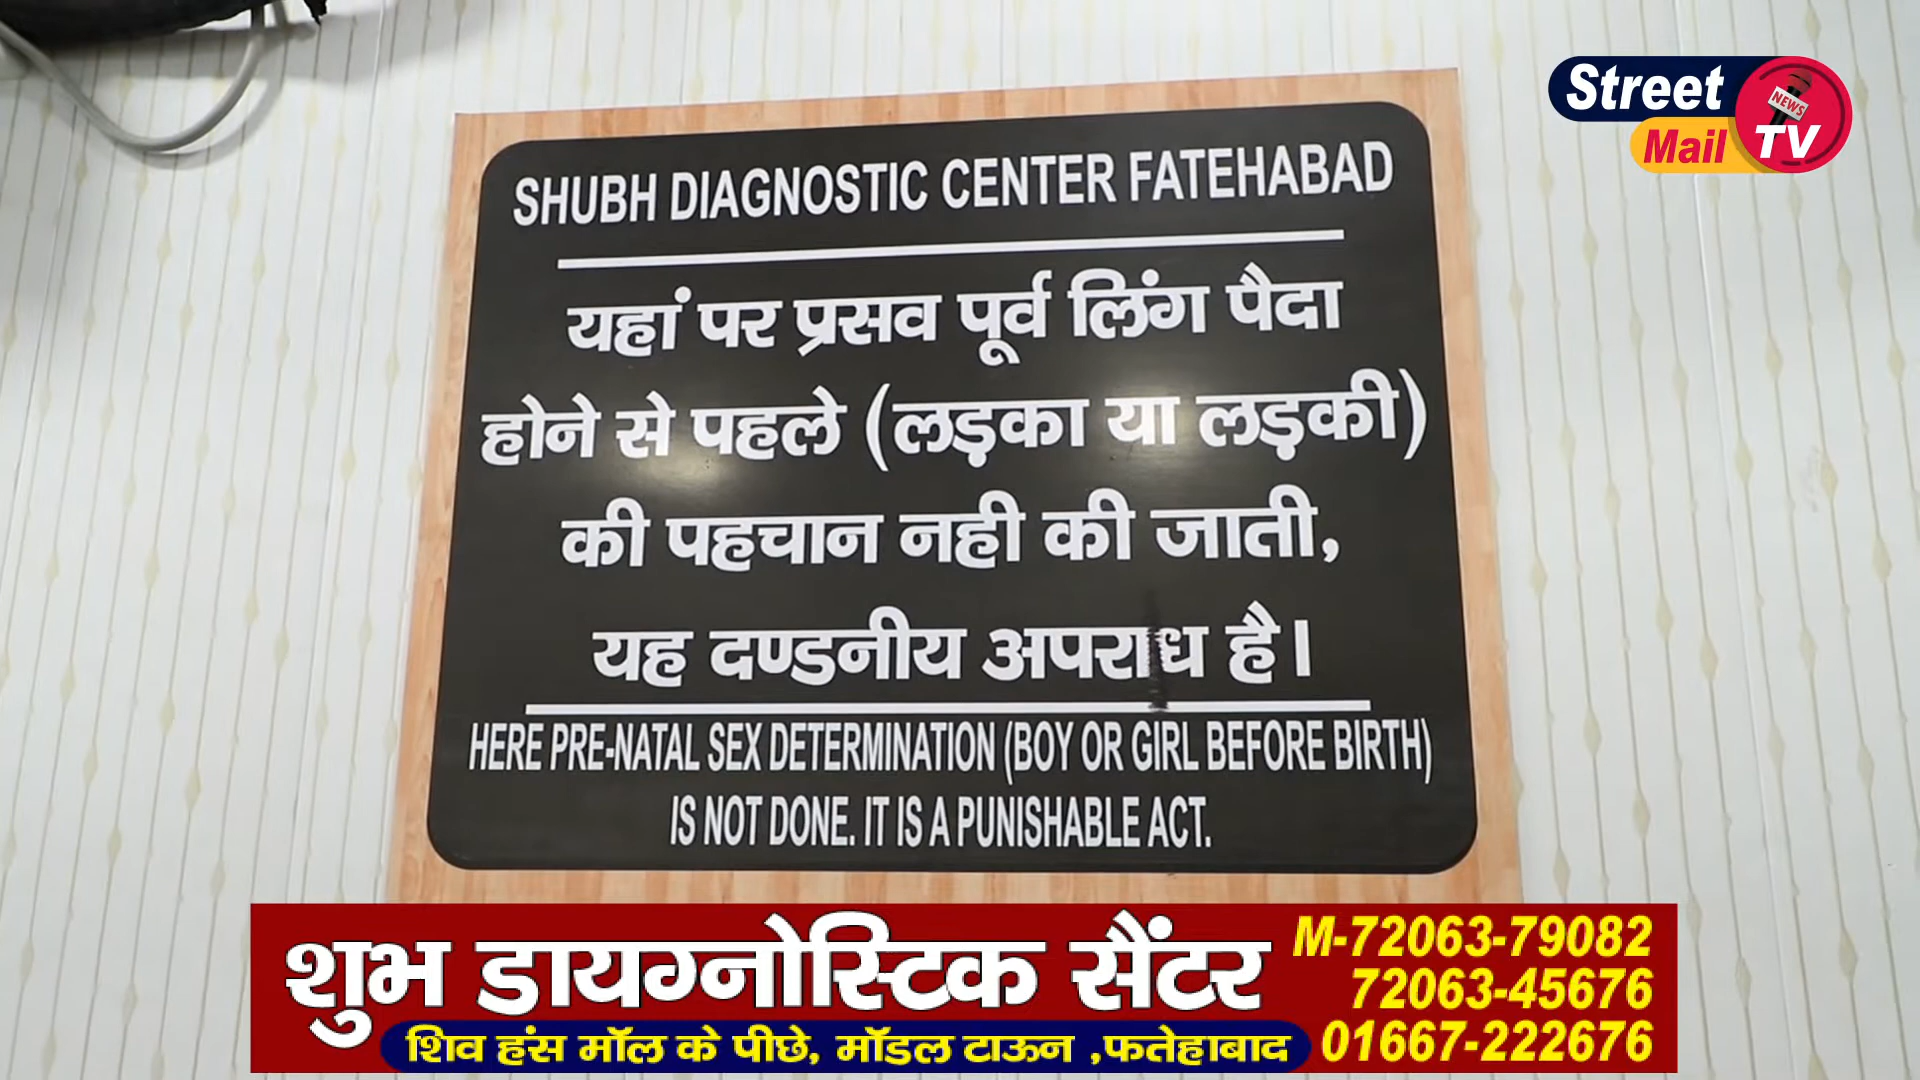 Street
Mail
NEWS
TV
SHUBH DIAGNOSTIC CENTER FATEHABAD
यहां पर प्रसव पूर्व लिंग पैदा
होने से पहले (लड़का या लड़की)
की पहचान नही की जाती,
यह दण्डनीय अपराध है।
HERE PRE-NATAL SEX DETERMINATION (BOY OR GIRL BEFORE BIRTH)
IS NOT DONE. IT IS A PUNISHABLE ACT.
शुभ डायग्नोस्टिक सैंटर
शिव हंस मॉल के पीछे, मॉडल टाऊन ,फतेहाबाद
M-72063-79082
72063-45676
01667-222676